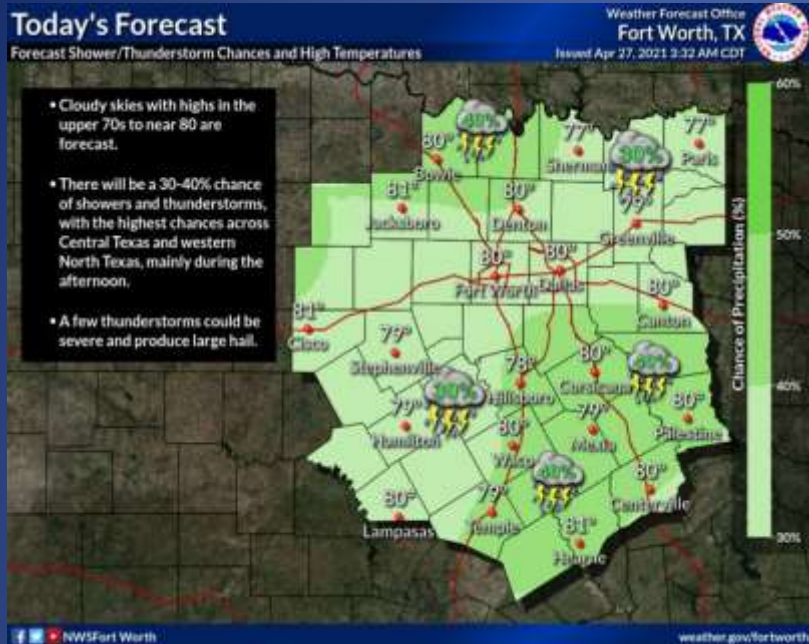 Today's Forecast
Forecast Shower/Thunderstorm Chances and High Temperatures
Weather Forecast Office
Fort Worth, TX
Issued Apr 27, 2021 3:32 AM CDT
• Cloudy skies with highs in the
upper 70s to near 80 are
forecast.
• There will be a 30-40% chance
of showers and thunderstorms,
with the highest chances across
Central Texas and western
North Texas, mainly during the
afternoon.
• A few thunderstorms could be
severe and produce large hail.
40%
80°
Bowie
77°
Sherman
30%
77°
Paris
81°
Jacksboro
80°
Denton
79°
Greenville
80°
Fort Worth
80°
Dallas
80°
Canton
81°
Cisco
79°
Stephenville
78°
Hillsboro
80°
Corsicana
40%
30%
79°
Hamilton
80°
Waco
79°
Mexia
80°
Palestine
80°
Lampasas
79°
Temple
40%
80°
Centerville
81°
Hearne
60%
50%
40%
30%
Chance of Precipitation (%)
NWSFort Worth
weather.gov/fortworth